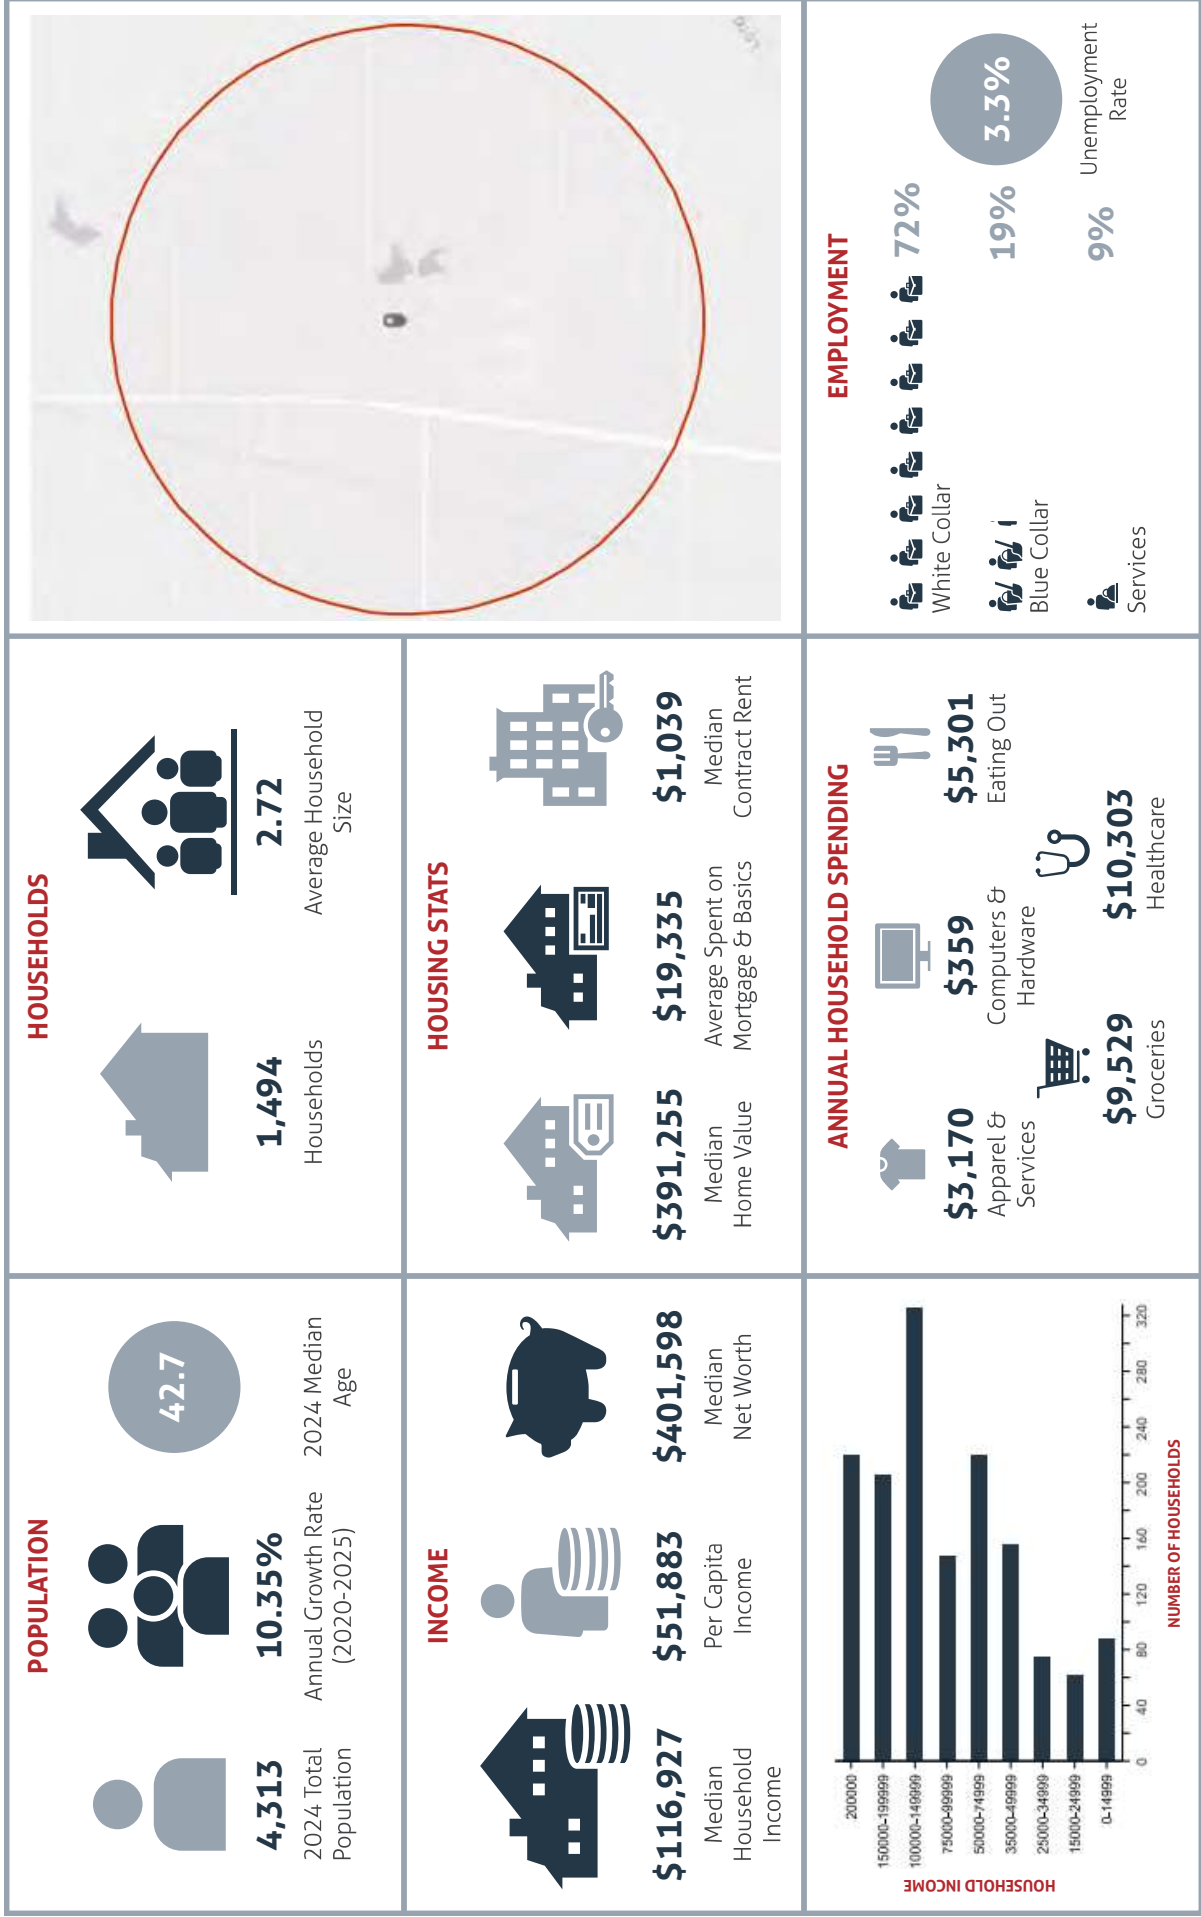 POPULATION
4,313
2024 Total
Population
10.35%
Annual Growth Rate
(2020-2025)
42.7
2024 Median
Age
HOUSEHOLDS
1,494
Households
2.72
Average Household
Size
INCOME
$116,927
Median
Household
Income
$51,883
Per Capita
Income
$401,598
Median
Net Worth
HOUSING STATS
$391,255
Median
Home Value
$19,335
Average Spent on
Mortgage & Basics
$1,039
Median
Contract Rent
HOUSEHOLD INCOME
200000
150000-199999
100000-149999
75000-99999
50000-74999
35000-49999
25000-34999
15000-24999
0-14999
0 40 80 120 160 200 240 280 320
NUMBER OF HOUSEHOLDS
ANNUAL HOUSEHOLD SPENDING
$3,170
Apparel &
Services
$359
Computers &
Hardware
$5,301
Eating Out
$9,529
Groceries
$10,303
Healthcare
EMPLOYMENT
72%
White Collar
19%
Blue Collar
9%
Services
3.3%
Unemployment
Rate